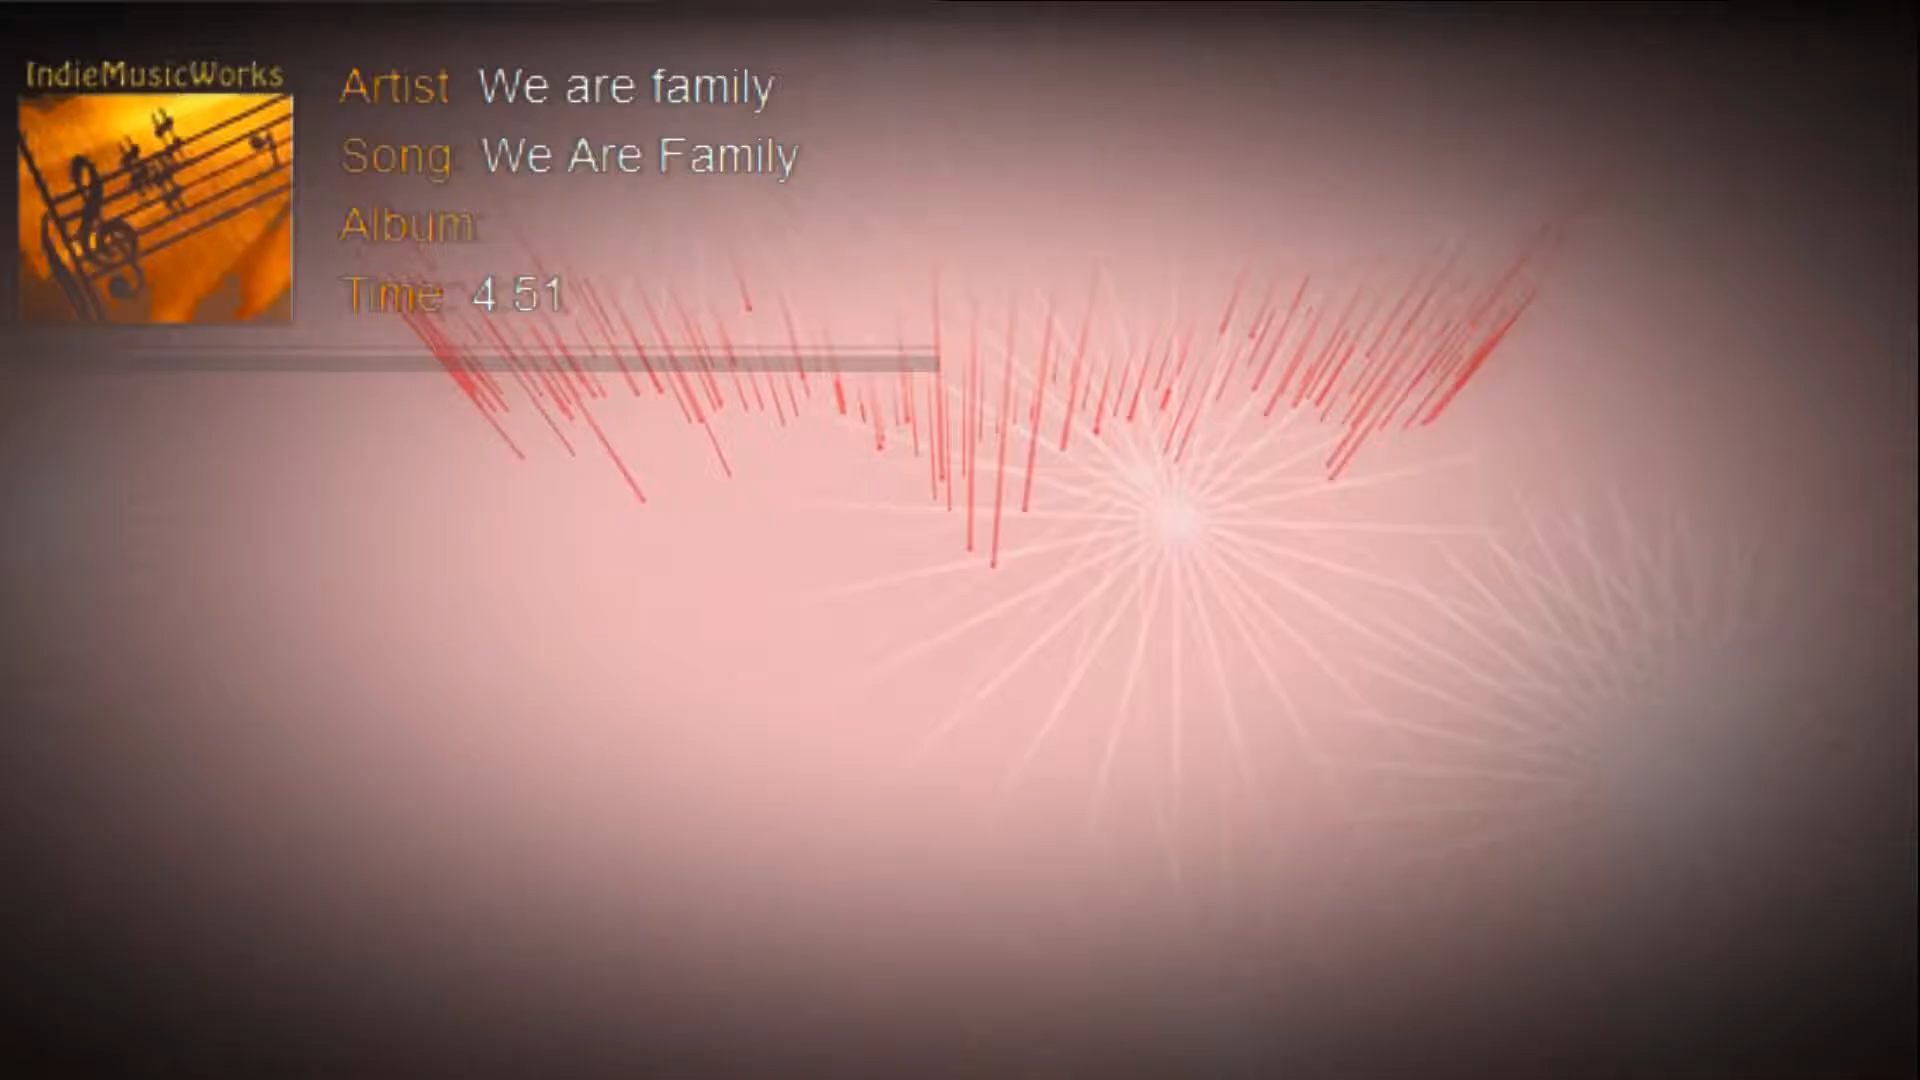 IndieMusicWorks
Artist We are family
Song: We Are Family
Album:
Time: 4:51